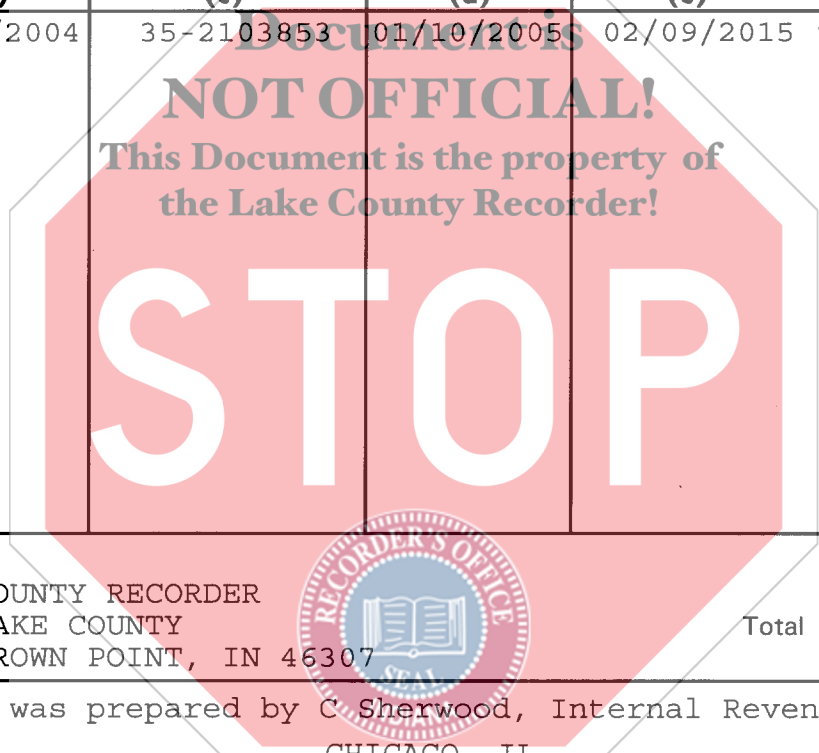 /2004 35-2103853 01/10/2005 02/09/2015
Document is
NOT OFFICIAL!
This Document is the property of
the Lake County Recorder!
STOP
OUNTY RECORDER
AKE COUNTY
Total
ROWN POINT, IN 46307
RECORDER'S OFFICE
SEAL
was prepared by C Sherwood, Internal Reven
CHICAGO, IL